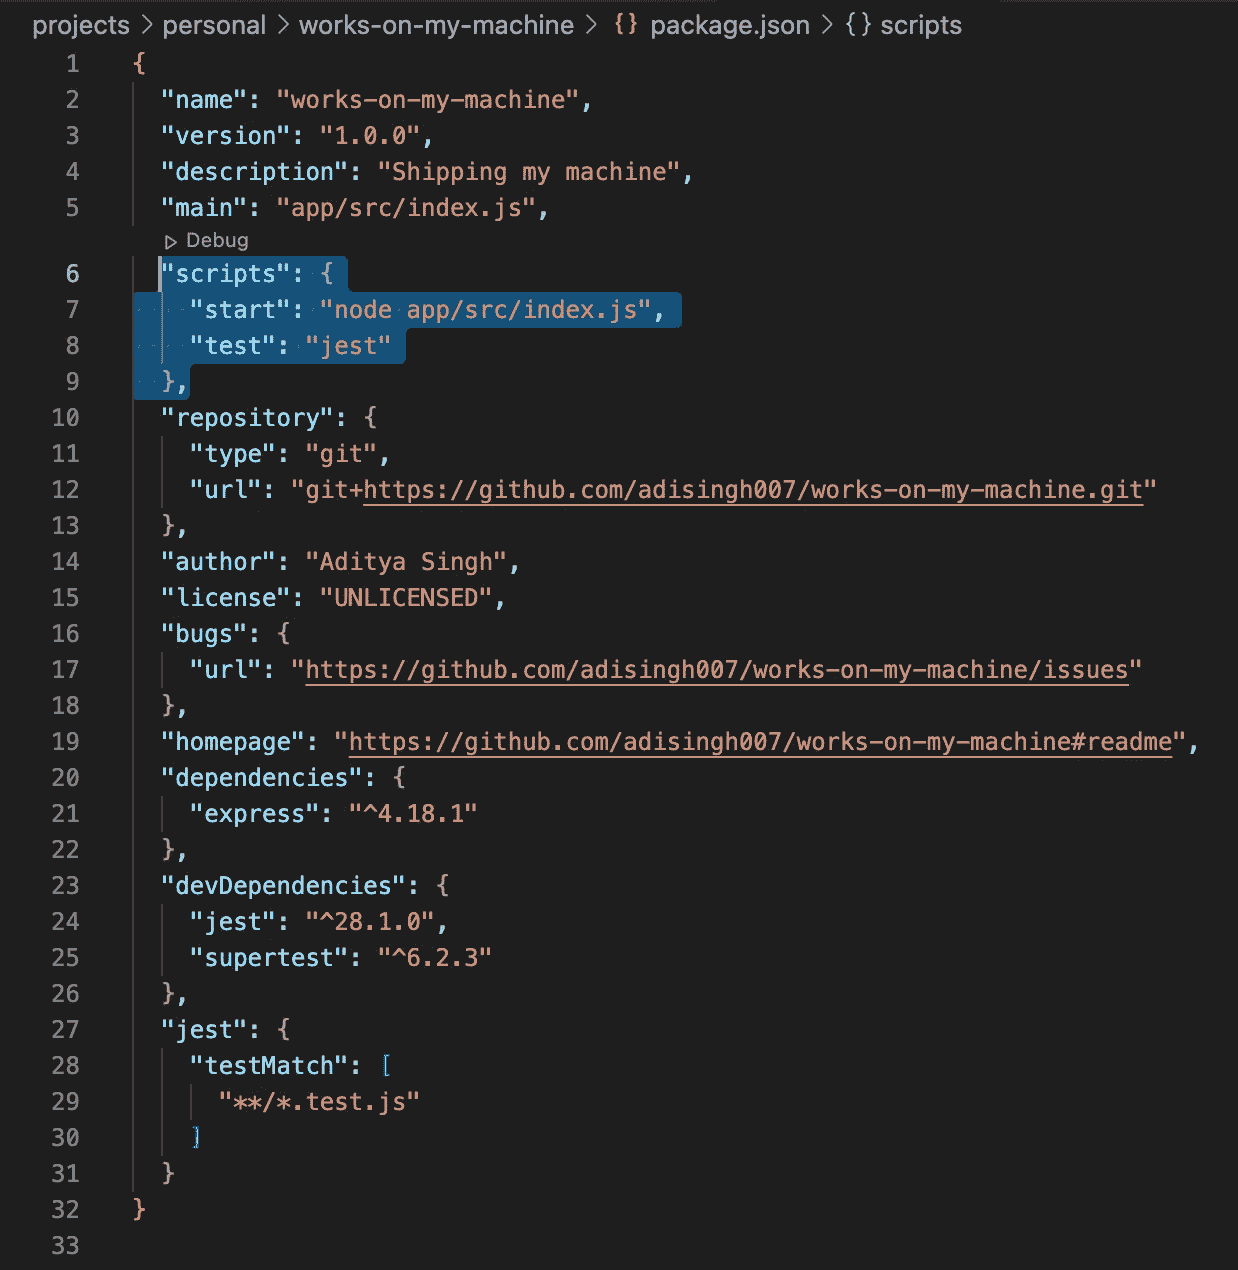 projects > personal > works-on-my-machine > {} package.json > {} scripts
1 {
2 "name": "works-on-my-machine",
3 "version": "1.0.0",
4 "description": "Shipping my machine",
5 "main": "app/src/index.js",
Debug
6 "scripts": {
7 "start": "node app/src/index.js",
8 "test": "jest"
9 },
10 "repository": {
11 "type": "git",
12 "url": "git+https://github.com/adisingh007/works-on-my-machine.git"
13 },
14 "author": "Aditya Singh",
15 "license": "UNLICENSED",
16 "bugs": {
17 "url": "https://github.com/adisingh007/works-on-my-machine/issues"
18 },
19 "homepage": "https://github.com/adisingh007/works-on-my-machine#readme",
20 "dependencies": {
21 "express": "^4.18.1"
22 },
23 "devDependencies": {
24 "jest": "^28.1.0",
25 "supertest": "^6.2.3"
26 },
27 "jest": {
28 "testMatch": [
29 "**/*.test.js"
30 ]
31 }
32 }
33